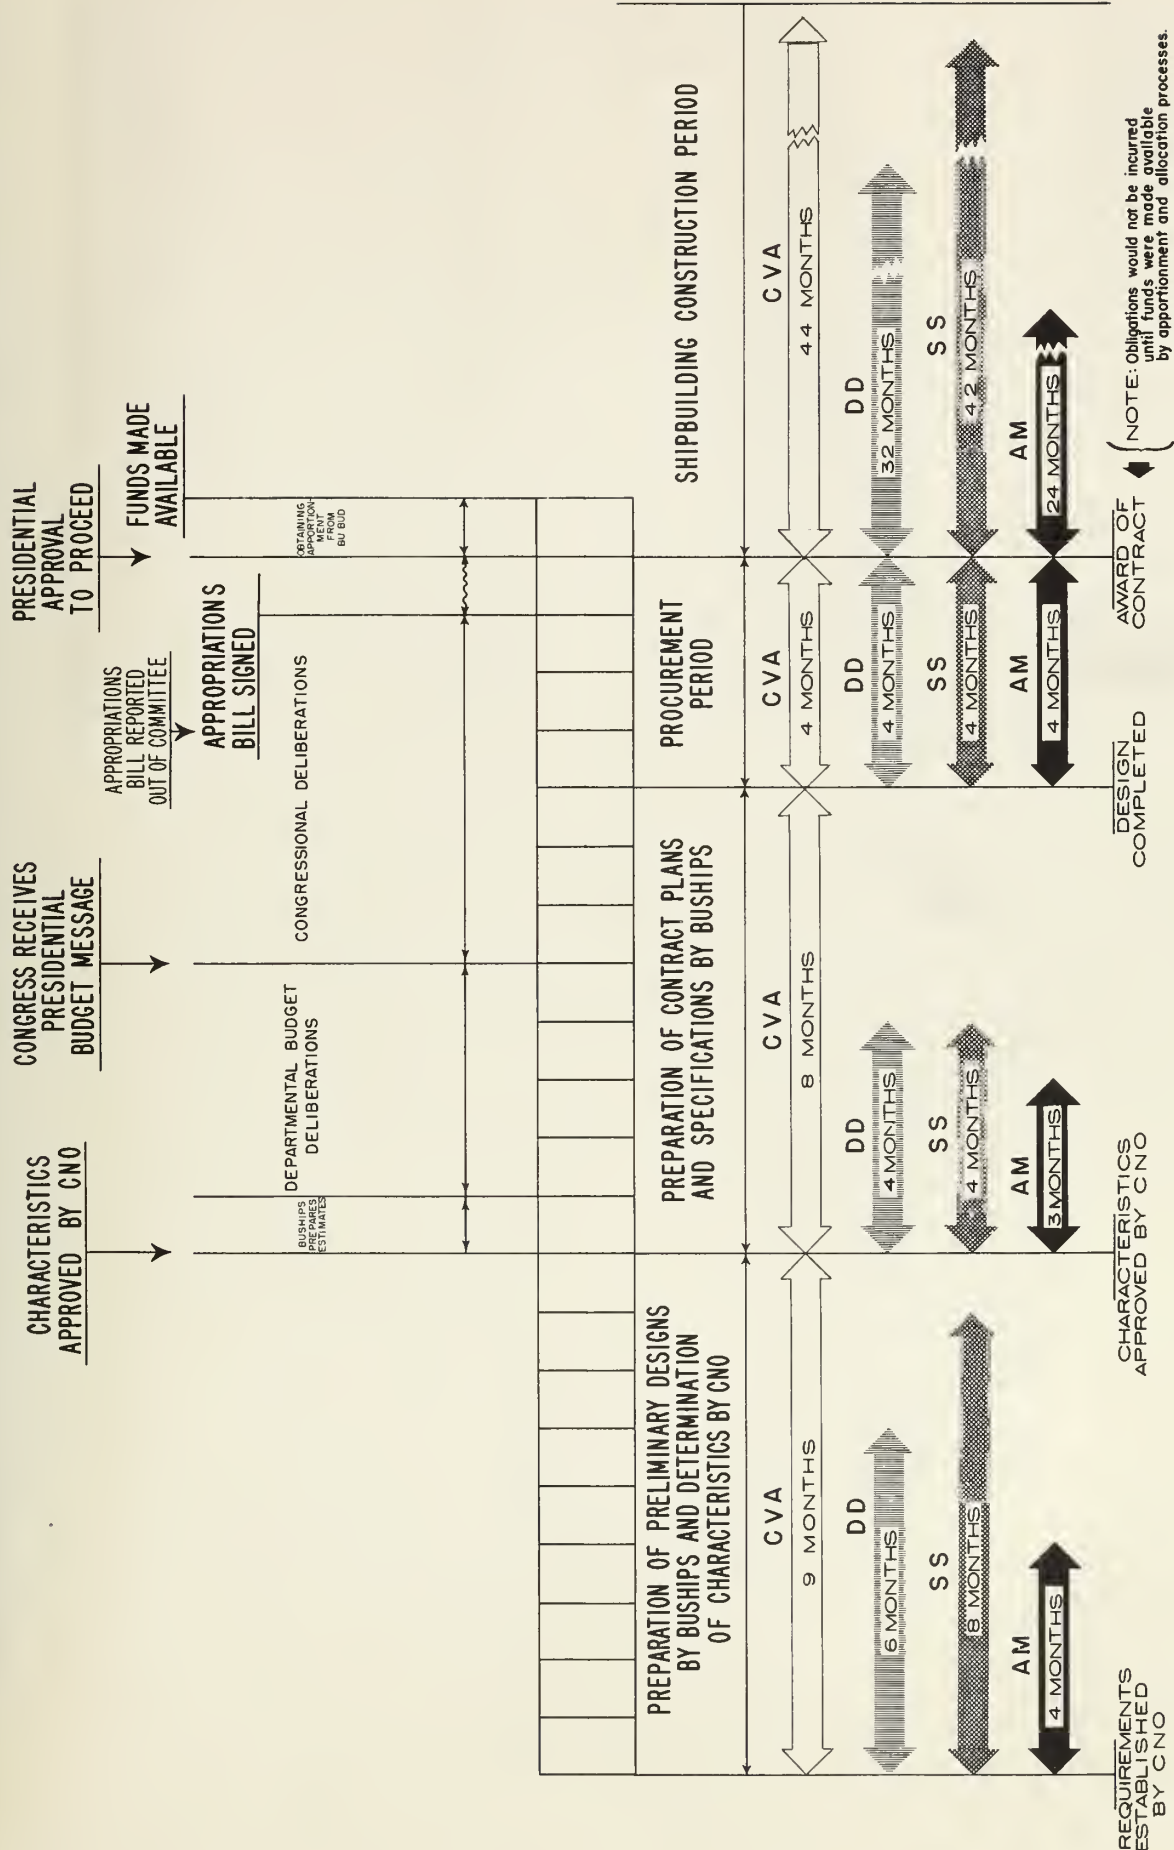 CHARACTERISTICS
APPROVED BY CNO
CONGRESS RECEIVES
PRESIDENTIAL
BUDGET MESSAGE
APPROPRIATIONS
BILL REPORTED
OUT OF COMMITTEE
APPROPRIATIONS
BILL SIGNED
PRESIDENTIAL
APPROVAL
TO PROCEED
FUNDS MADE
AVAILABLE
BUSHIPS
PREPARES
ESTIMATES
DEPARTMENTAL BUDGET
DELIBERATIONS
CONGRESSIONAL DELIBERATIONS
OBTAINING
APPORTION-
MENT
FROM
BU BUD
PREPARATION OF PRELIMINARY DESIGNS
BY BUSHIPS AND DETERMINATION
OF CHARACTERISTICS BY CNO
PREPARATION OF CONTRACT PLANS
AND SPECIFICATIONS BY BUSHIPS
PROCUREMENT
PERIOD
SHIPBUILDING CONSTRUCTION PERIOD
CVA
9 MONTHS
CVA
8 MONTHS
CVA
4 MONTHS
CVA
44 MONTHS
DD
6 MONTHS
DD
4 MONTHS
DD
4 MONTHS
DD
32 MONTHS
SS
8 MONTHS
SS
4 MONTHS
SS
4 MONTHS
SS
42 MONTHS
AM
4 MONTHS
AM
3 MONTHS
AM
4 MONTHS
AM
24 MONTHS
REQUIREMENTS
ESTABLISHED
BY CNO
CHARACTERISTICS
APPROVED BY CNO
DESIGN
COMPLETED
AWARD OF
CONTRACT
NOTE: Obligations would not be incurred
until funds were made available
by apportionment and allocation processes.